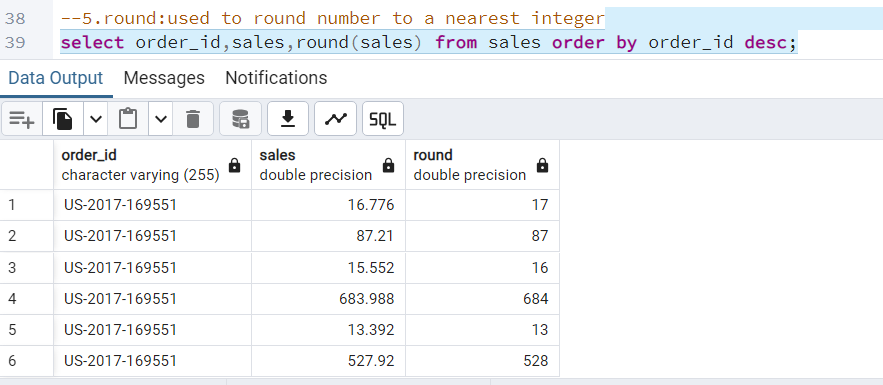 38 --5.round:used to round number to a nearest integer
39 select order_id,sales,round(sales) from sales order by order_id desc;
Data Output Messages Notifications
SQL
order_id sales round
character varying (255) double precision double precision
1 US-2017-169551 16.776 17
2 US-2017-169551 87.21 87
3 US-2017-169551 15.552 16
4 US-2017-169551 683.988 684
5 US-2017-169551 13.392 13
6 US-2017-169551 527.92 528